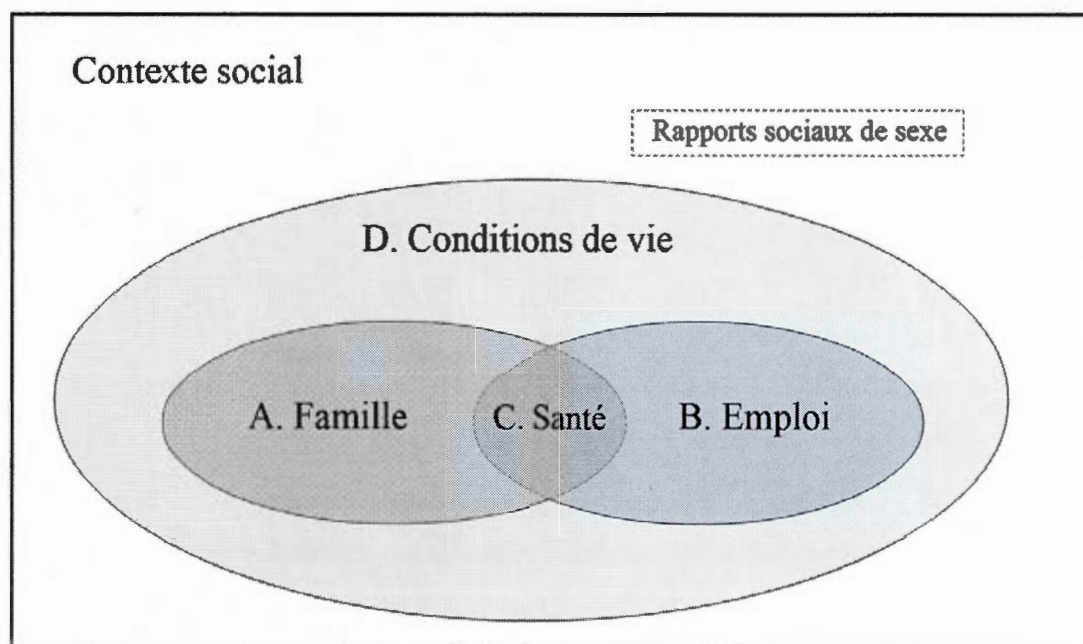 Contexte social
Rapports sociaux de sexe
D. Conditions de vie
A. Famille
C. Santé
B. Emploi